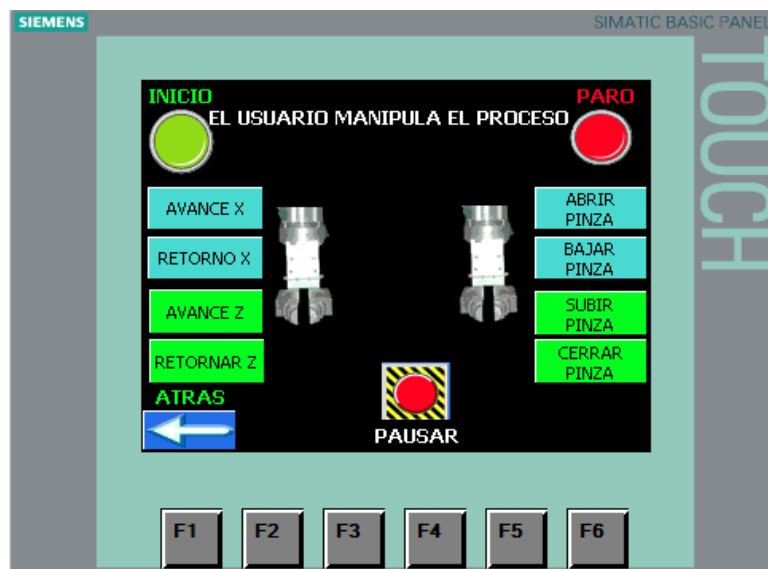 SIEMENS
SIMATIC BASIC PANEL
TOUCH
INICIO
PARO
EL USUARIO MANIPULA EL PROCESO
AVANCE X
RETORNO X
AVANCE Z
RETORNAR Z
ABRIR
PINZA
BAJAR
PINZA
SUBIR
PINZA
CERRAR
PINZA
ATRAS
PAUSAR
F1
F2
F3
F4
F5
F6